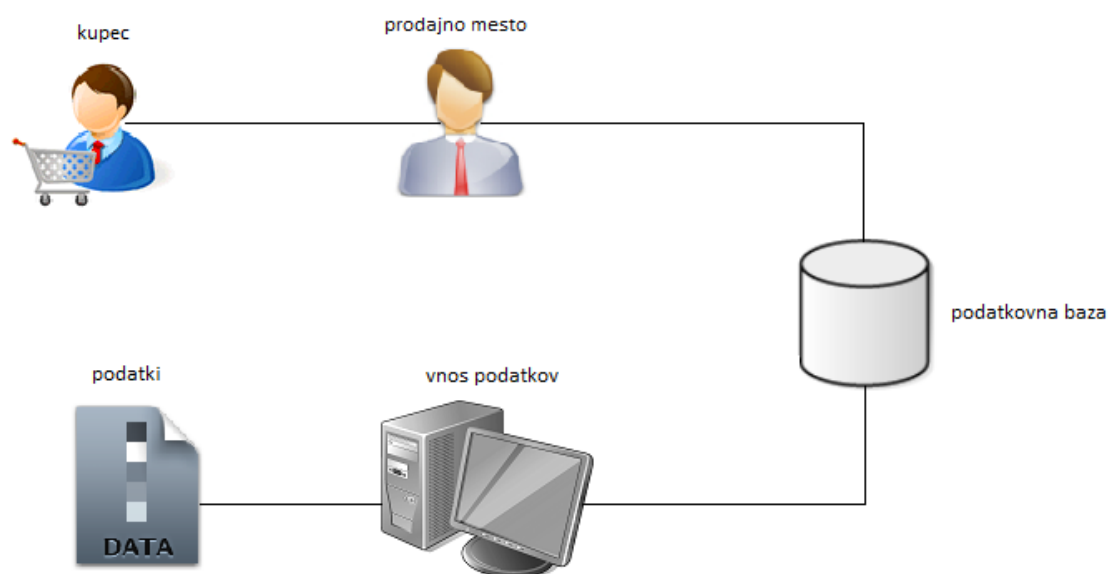 kupec
prodajno mesto
podatkovna baza
podatki
vnos podatkov
DATA